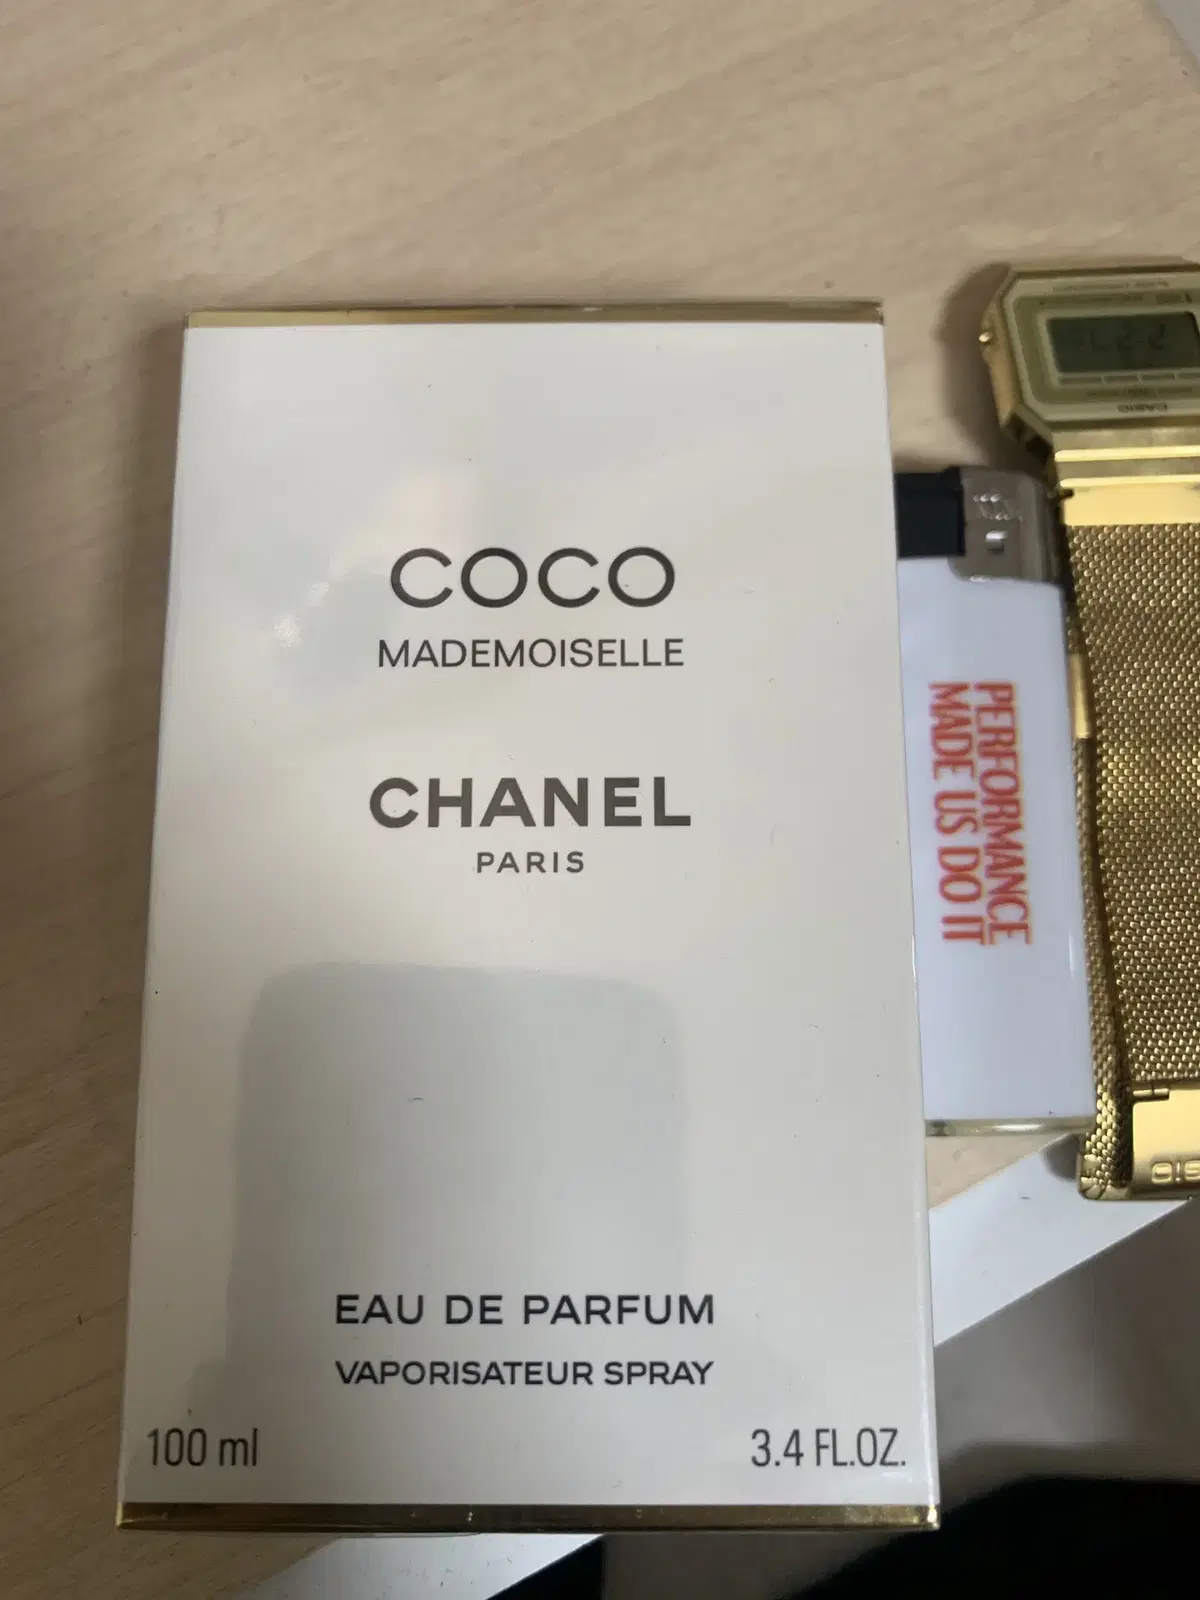 COCO
MADEMOISELLE
CHANEL
PARIS
EAU DE PARFUM
VAPORISATEUR SPRAY
100 ml
3.4 FL.OZ.
PERFORMANCE
MADE US DO IT
CASIO